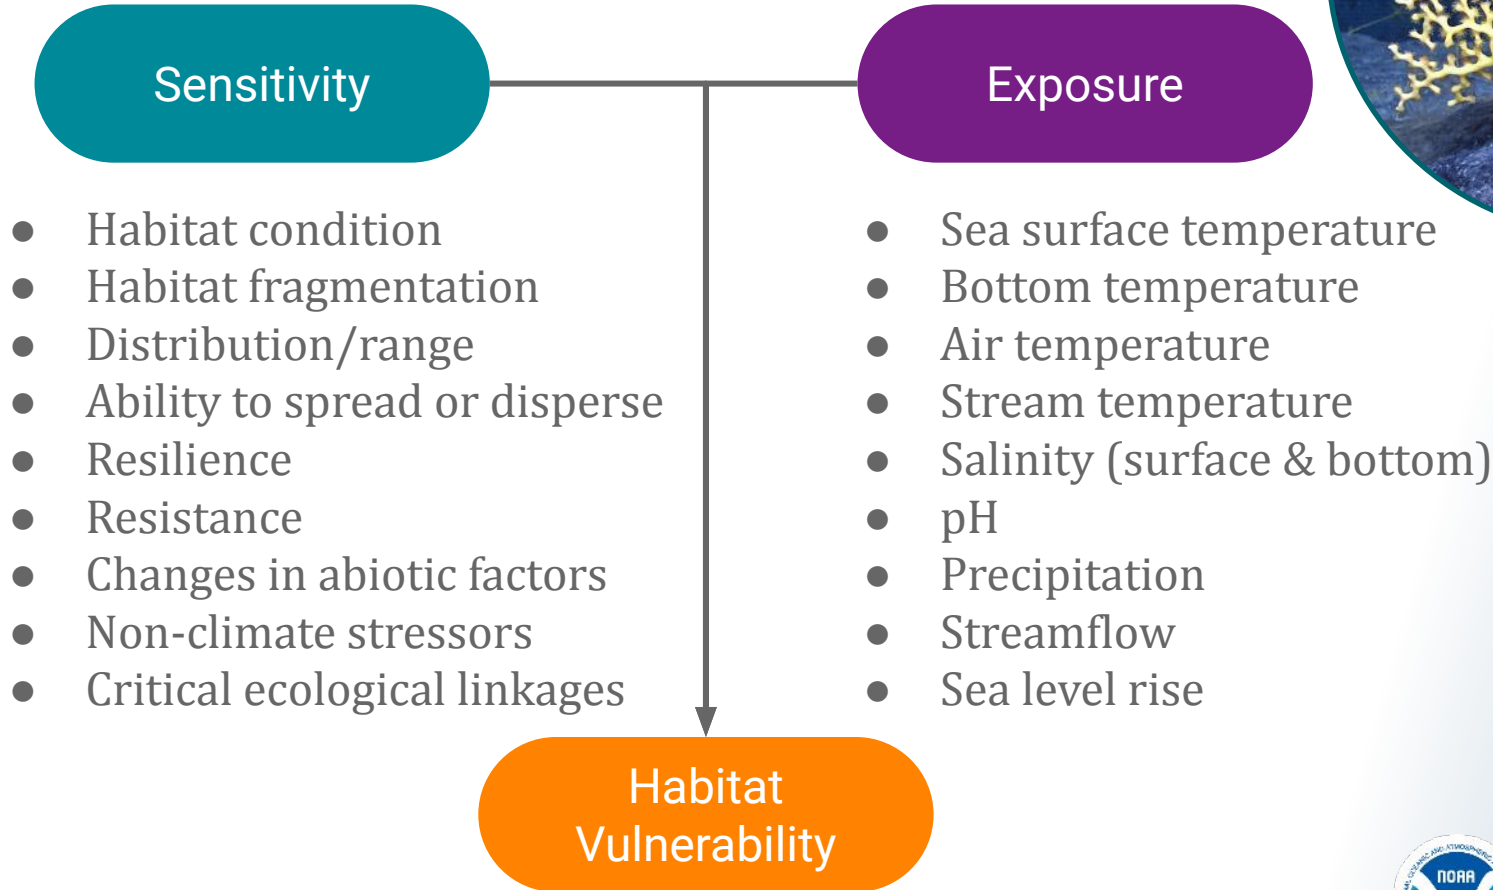 Sensitivity
Exposure
● Habitat condition
● Habitat fragmentation
● Distribution/range
● Ability to spread or disperse
● Resilience
● Resistance
● Changes in abiotic factors
● Non-climate stressors
● Critical ecological linkages
● Sea surface temperature
● Bottom temperature
● Air temperature
● Stream temperature
● Salinity (surface & bottom)
● pH
● Precipitation
● Streamflow
● Sea level rise
Habitat
Vulnerability
NOAA